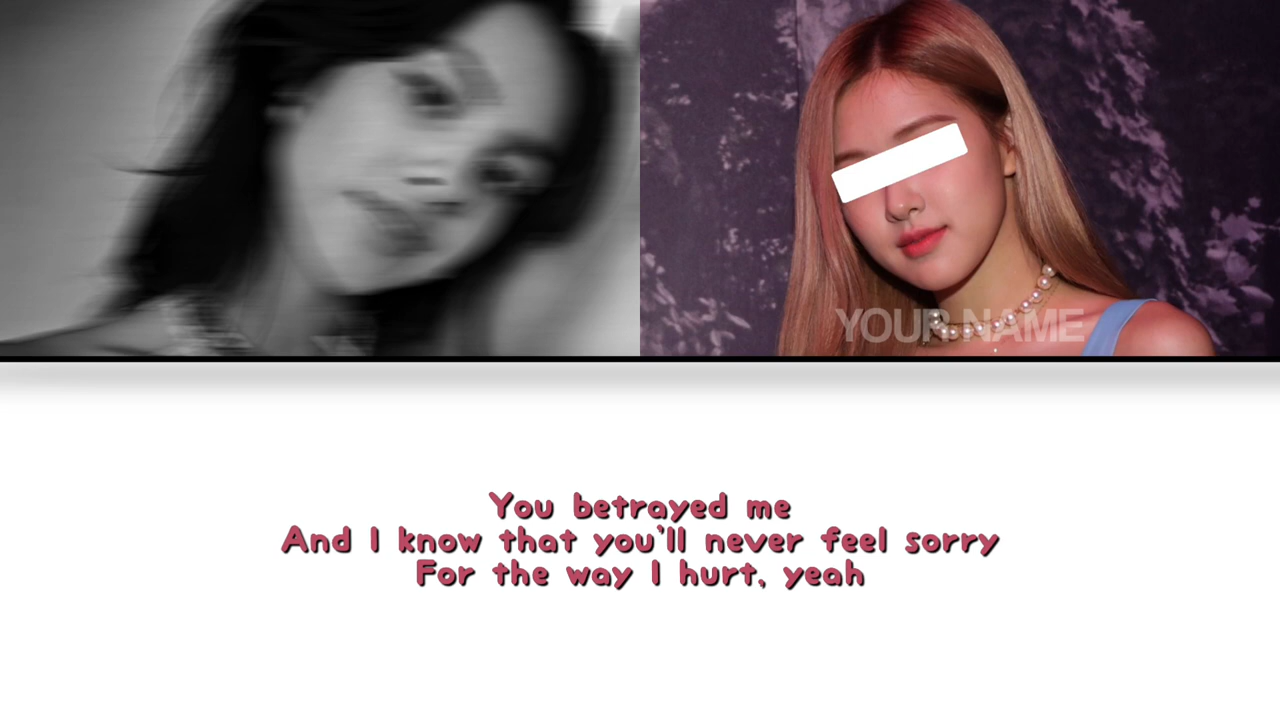 YOUR NAME
You betrayed me
And I know that you'll never feel sorry
For the way I hurt, yeah